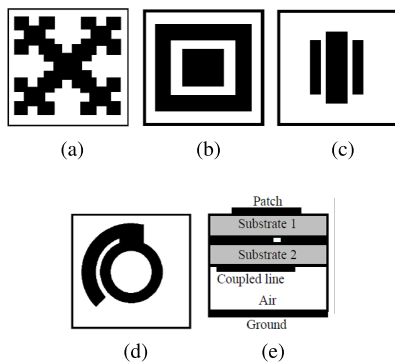 (a)
(b)
(c)
Patch
Substrate 1
Substrate 2
Coupled line
Air
Ground
(d)
(e)